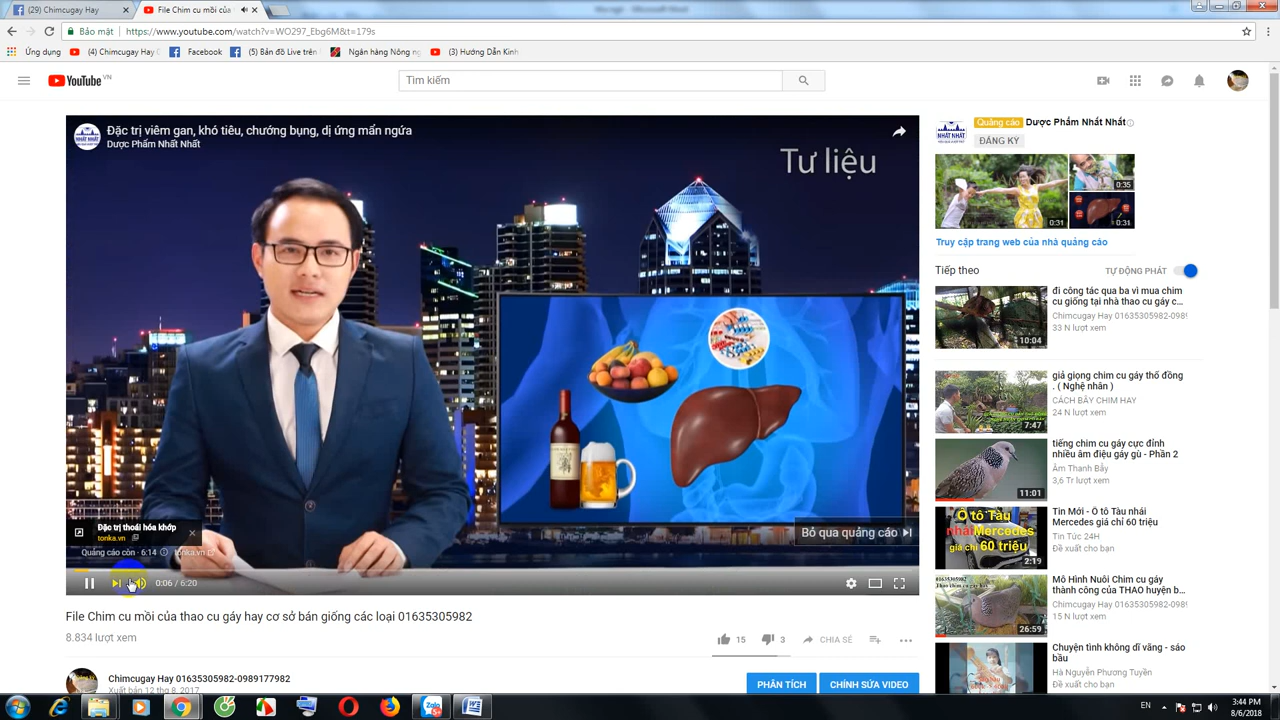 (29) Chimcugay Hay
File Chim cu mồi của
Bảo mật
https://www.youtube.com/watch?v=WO297_Ebg6M&t=179s
Ứng dụng
(4) Chimcugay Hay
Facebook
(5) Bản đồ Live trên
Ngân hàng Nông ng
(3) Hướng Dẫn Kinh
YouTube VN
Tìm kiếm
Đặc trị viêm gan, khó tiêu, chướng bụng, dị ứng mẩn ngứa
Dược Phẩm Nhất Nhất
Tư liệu
NHẤT NHẤT
Đặc trị thoái hóa khớp
tonka.vn
Quảng cáo còn · 6:14
tonka.vn
Bỏ qua quảng cáo
0:06 / 6:20
File Chim cu mồi của thao cu gáy hay cơ sở bán giống các loại 01635305982
8.834 lượt xem
15
3
CHIA SẺ
Chimcugay Hay 01635305982-0989177982
Xuất bản 12 thg 8, 2017
PHÂN TÍCH
CHỈNH SỬA VIDEO
NHẤT NHẤT
Quảng cáo Dược Phẩm Nhất Nhất
ĐĂNG KÝ
0:31
0:35
0:31
Truy cập trang web của nhà quảng cáo
Tiếp theo
TỰ ĐỘNG PHÁT
đi công tác qua ba vì mua chim
cu giống tại nhà thao cu gáy c...
Chimcugay Hay 01635305982-0989
33 N lượt xem
10:04
giả giọng chim cu gáy thổ đồng
. ( Nghệ nhân )
CÁCH BẪY CHIM HAY
24 N lượt xem
7:47
tiếng chim cu gáy cực đỉnh
nhiều âm điệu gáy gù - Phần 2
Âm Thanh Bẫy
3,6 Tr lượt xem
11:01
Ô tô Tàu
nhái Mercedes
giá chỉ 60 triệu
2:19
Tin Mới - Ô tô Tàu nhái
Mercedes giá chỉ 60 triệu
Tin Tức 24H
Đề xuất cho bạn
Mô Hình Nuôi Chim cu gáy
thành công của THAO huyện b...
Chimcugay Hay 01635305982-0989
15 N lượt xem
26:59
Chuyện tình không dĩ vãng - sáo
bầu
Hà Nguyễn Phương Tuyền
Đề xuất cho bạn
Zalo
EN
3:44 PM
8/6/2018